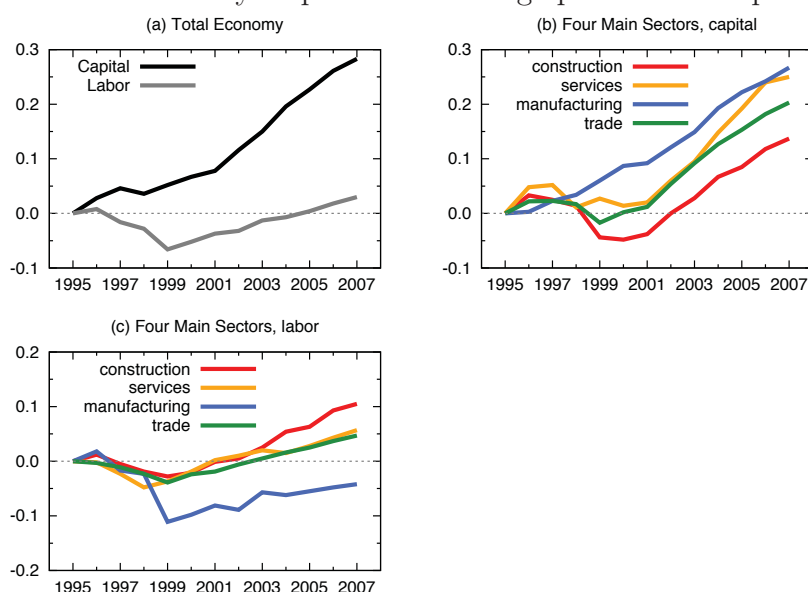 (a) Total Economy
0.3
0.2
0.1
0.0
-0.1
Capital
Labor
1995 1997 1999 2001 2003 2005 2007
(b) Four Main Sectors, capital
0.3
0.2
0.1
0.0
-0.1
construction
services
manufacturing
trade
1995 1997 1999 2001 2003 2005 2007
(c) Four Main Sectors, labor
0.2
0.1
0.0
-0.1
-0.2
construction
services
manufacturing
trade
1995 1997 1999 2001 2003 2005 2007